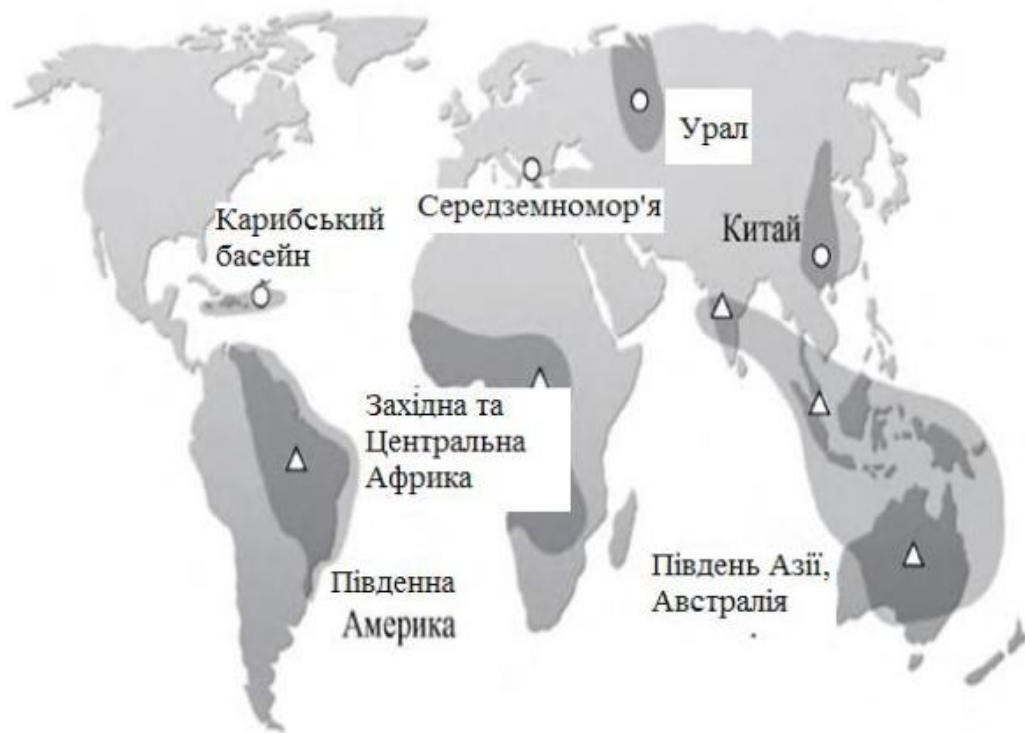 Урал
Середземномор'я
Карибський
басейн
Китай
Західна та
Центральна
Африка
Південна
Америка
Південь Азії,
Австралія